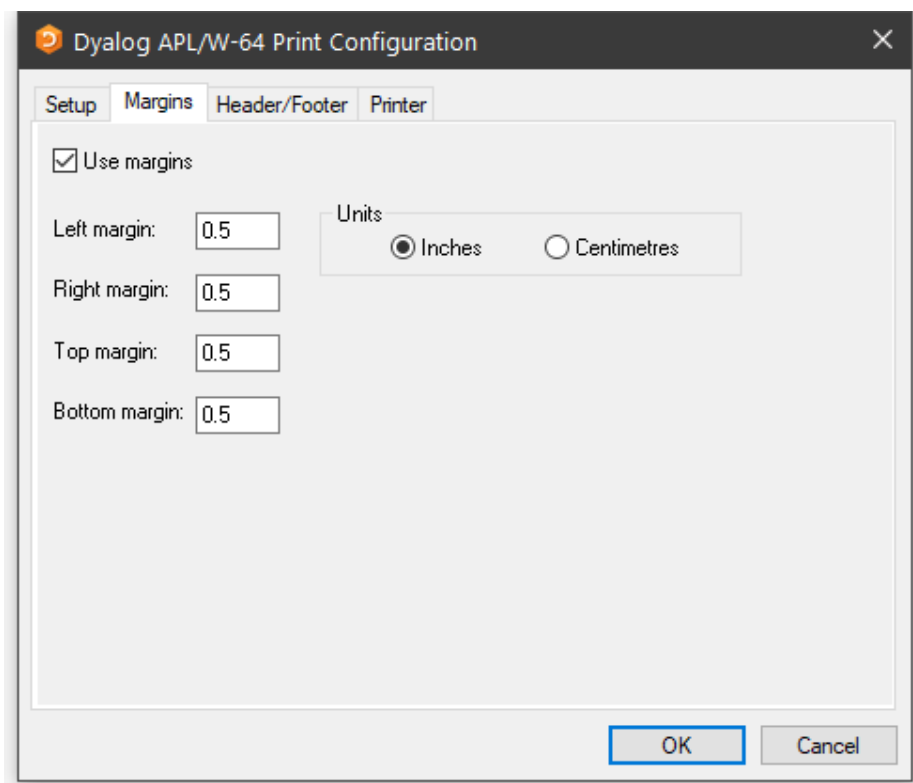 Dyalog APL/W-64 Print Configuration
Setup Margins Header/Footer Printer
Use margins
Units
Left margin: 0.5
Inches Centimetres
Right margin: 0.5
Top margin: 0.5
Bottom margin: 0.5
OK Cancel